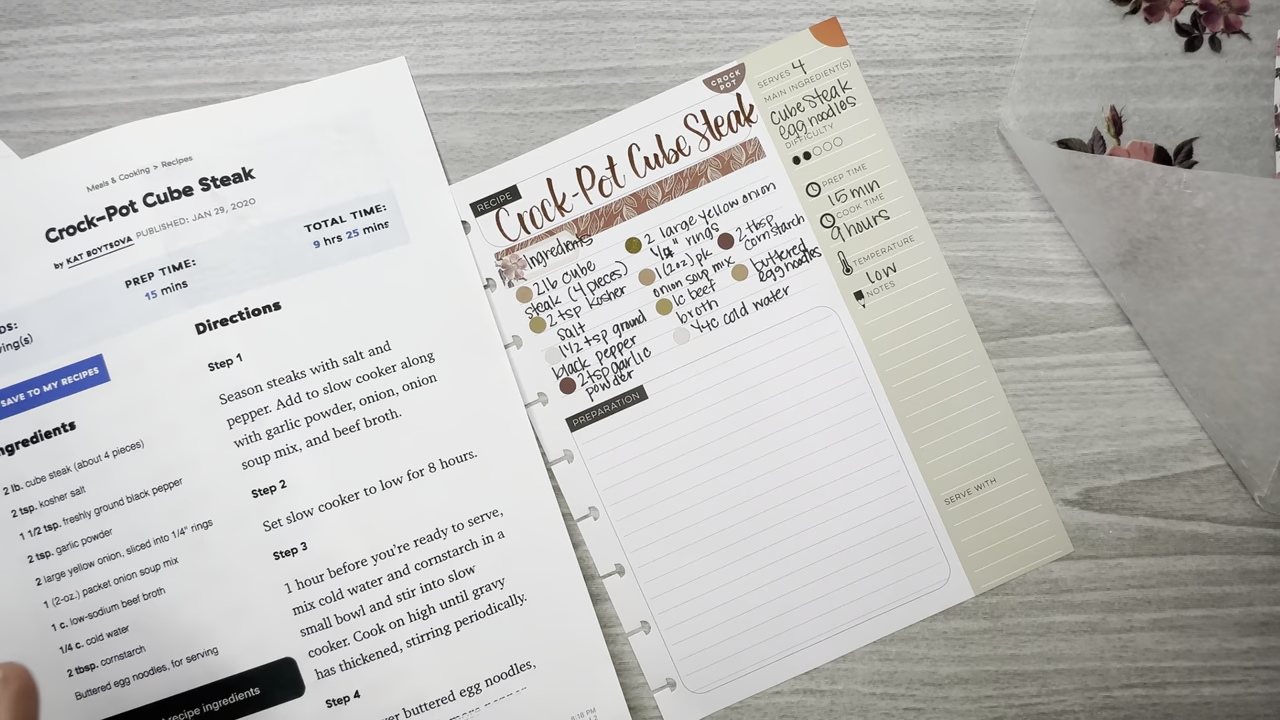 Meals & Cooking > Recipes
Crock-Pot Cube Steak
by KAT BOYTSOVA PUBLISHED: JAN 29, 2020
PREP TIME:
15 mins
TOTAL TIME:
9 hrs 25 mins
SAVE TO MY RECIPES
2 lb. cube steak (about 4 pieces)
2 tsp. kosher salt
1 1/2 tsp. freshly ground black pepper
2 tsp. garlic powder
2 large yellow onion, sliced into 1/4" rings
1 (2-oz.) packet onion soup mix
1 c. low-sodium beef broth
1/4 c. cold water
2 tbsp. cornstarch
Buttered egg noodles, for serving
recipe ingredients
Directions
Step 1
Season steaks with salt and
pepper. Add to slow cooker along
with garlic powder, onion, onion
soup mix, and beef broth.
Step 2
Set slow cooker to low for 8 hours.
Step 3
1 hour before you're ready to serve,
mix cold water and cornstarch in a
small bowl and stir into slow
cooker. Cook on high until gravy
has thickened, stirring periodically.
Step 4
buttered egg noodles,
CROCK
POT
RECIPE
Crock-Pot Cube Steak
Ingredients
2 lb cube
steak (4 pieces)
2 tsp kosher
salt
1 1/2 tsp ground
black pepper
2 tsp garlic
powder
2 large yellow onion
1/4" rings
1 (2oz) pk
onion soup mix
1c beef
broth
1/4c cold water
2 tbsp
cornstarch
buttered
egg noodles
PREPARATION
SERVES 4
MAIN INGREDIENT(S)
cube steak
egg noodles
DIFFICULTY
PREP TIME
15 min
COOK TIME
9 hours
TEMPERATURE
low
NOTES
SERVE WITH